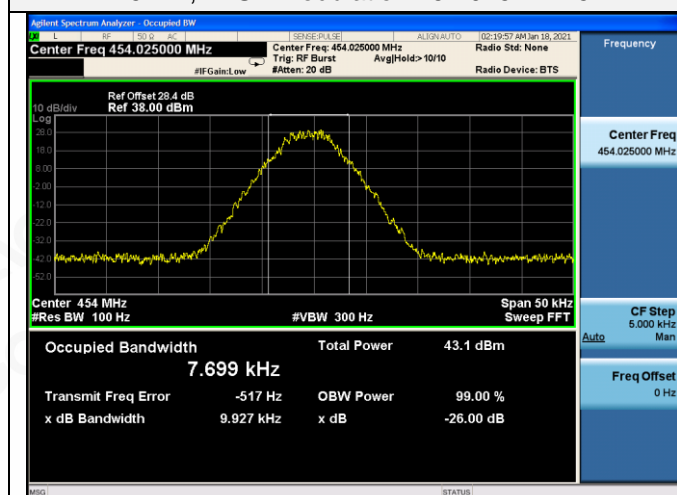 Agilent Spectrum Analyzer - Occupied BW
L RF 50 Ω AC SENSE:PULSE ALIGN AUTO 02:19:57 AM Jan 18, 2021
Center Freq 454.025000 MHz Center Freq: 454.025000 MHz Radio Std: None
Trig: RF Burst Avg|Hold:> 10/10
#IFGain:Low #Atten: 20 dB Radio Device: BTS
Frequency
Ref Offset 28.4 dB
10 dB/div Ref 38.00 dBm
Log
28.0
18.0
8.00
-2.00
-12.0
-22.0
-32.0
-42.0
-52.0
Center Freq
454.025000 MHz
Center 454 MHz Span 50 kHz
#Res BW 100 Hz #VBW 300 Hz Sweep FFT
CF Step
5.000 kHz
Auto Man
Occupied Bandwidth Total Power 43.1 dBm
7.699 kHz
Transmit Freq Error -517 Hz OBW Power 99.00 %
x dB Bandwidth 9.927 kHz x dB -26.00 dB
Freq Offset
0 Hz
MSG STATUS